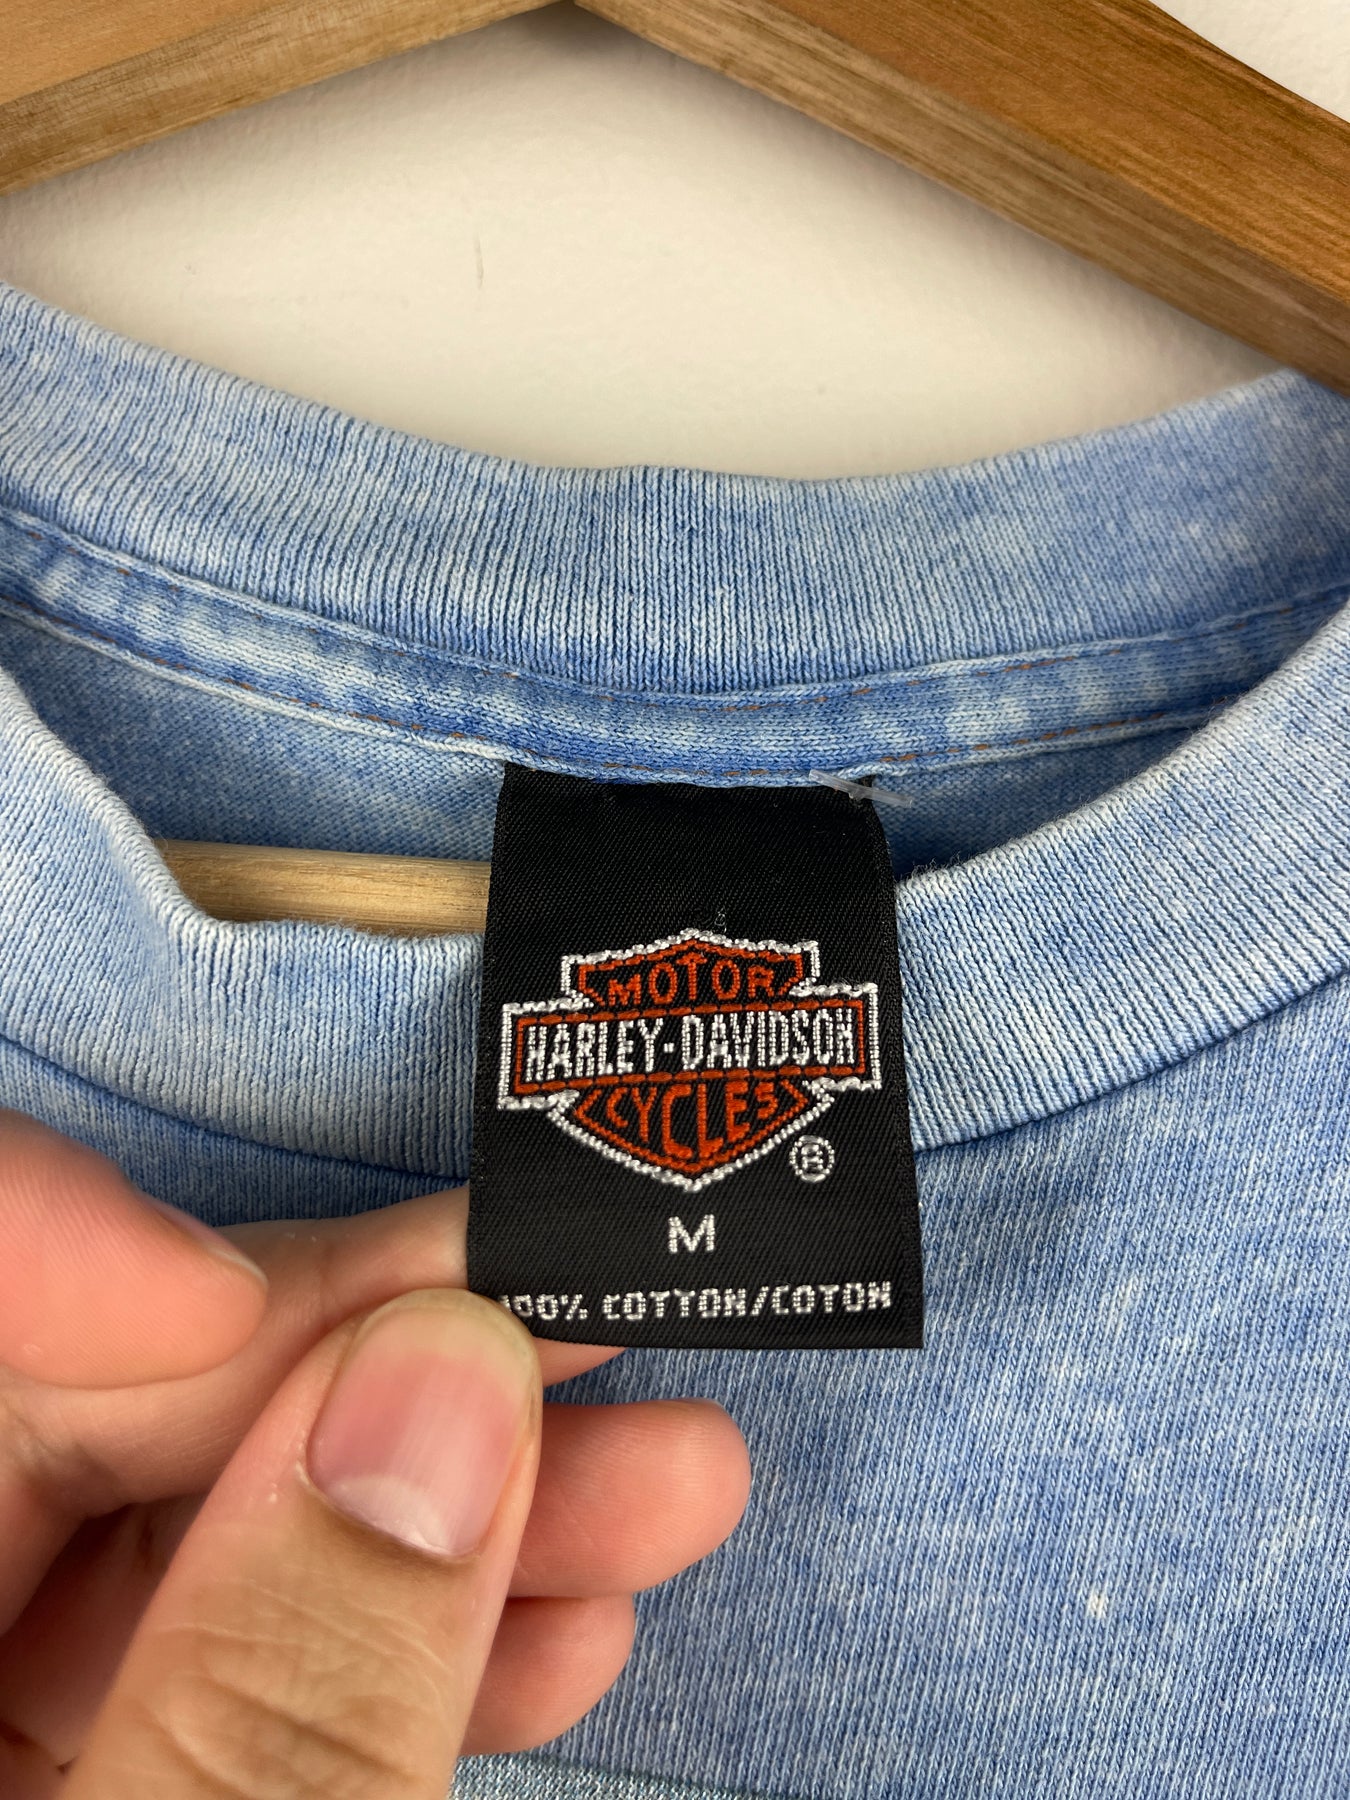 MOTOR
HARLEY-DAVIDSON
CYCLES
®
M
100% COTTON/COTON